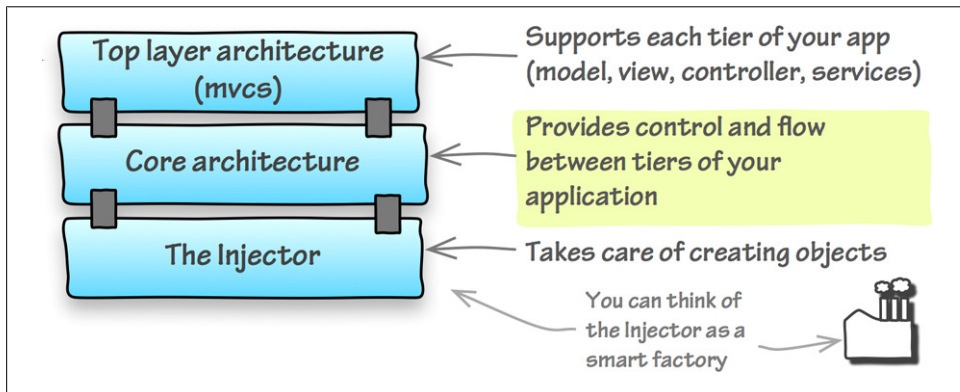 Top layer architecture
(mvcs)
Supports each tier of your app
(model, view, controller, services)
Core architecture
Provides control and flow
between tiers of your
application
The Injector
Takes care of creating objects
You can think of
the Injector as a
smart factory